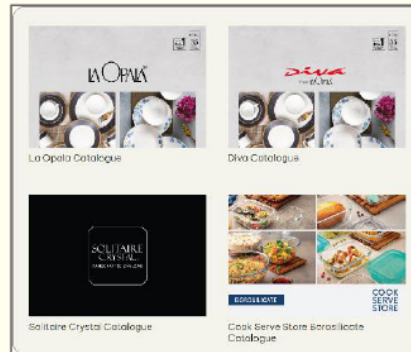 LA OPALA
La Opala Catalogue
Diva
Diva Catalogue
SOLITAIRE
CRYSTAL
Solitaire Crystal Catalogue
BOROSILICATE
COOK
SERVE
STORE
Cook Serve Store Borosilicate
Catalogue